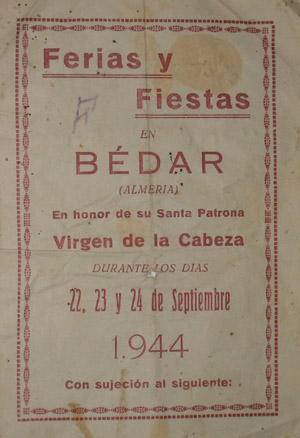 Ferias y
Fiestas
EN
BÉDAR
(ALMERIA)
En honor de su Santa Patrona
Virgen de la Cabeza
DURANTE LOS DIAS
22, 23 y 24 de Septiembre
1.944
Con sujeción al siguiente: